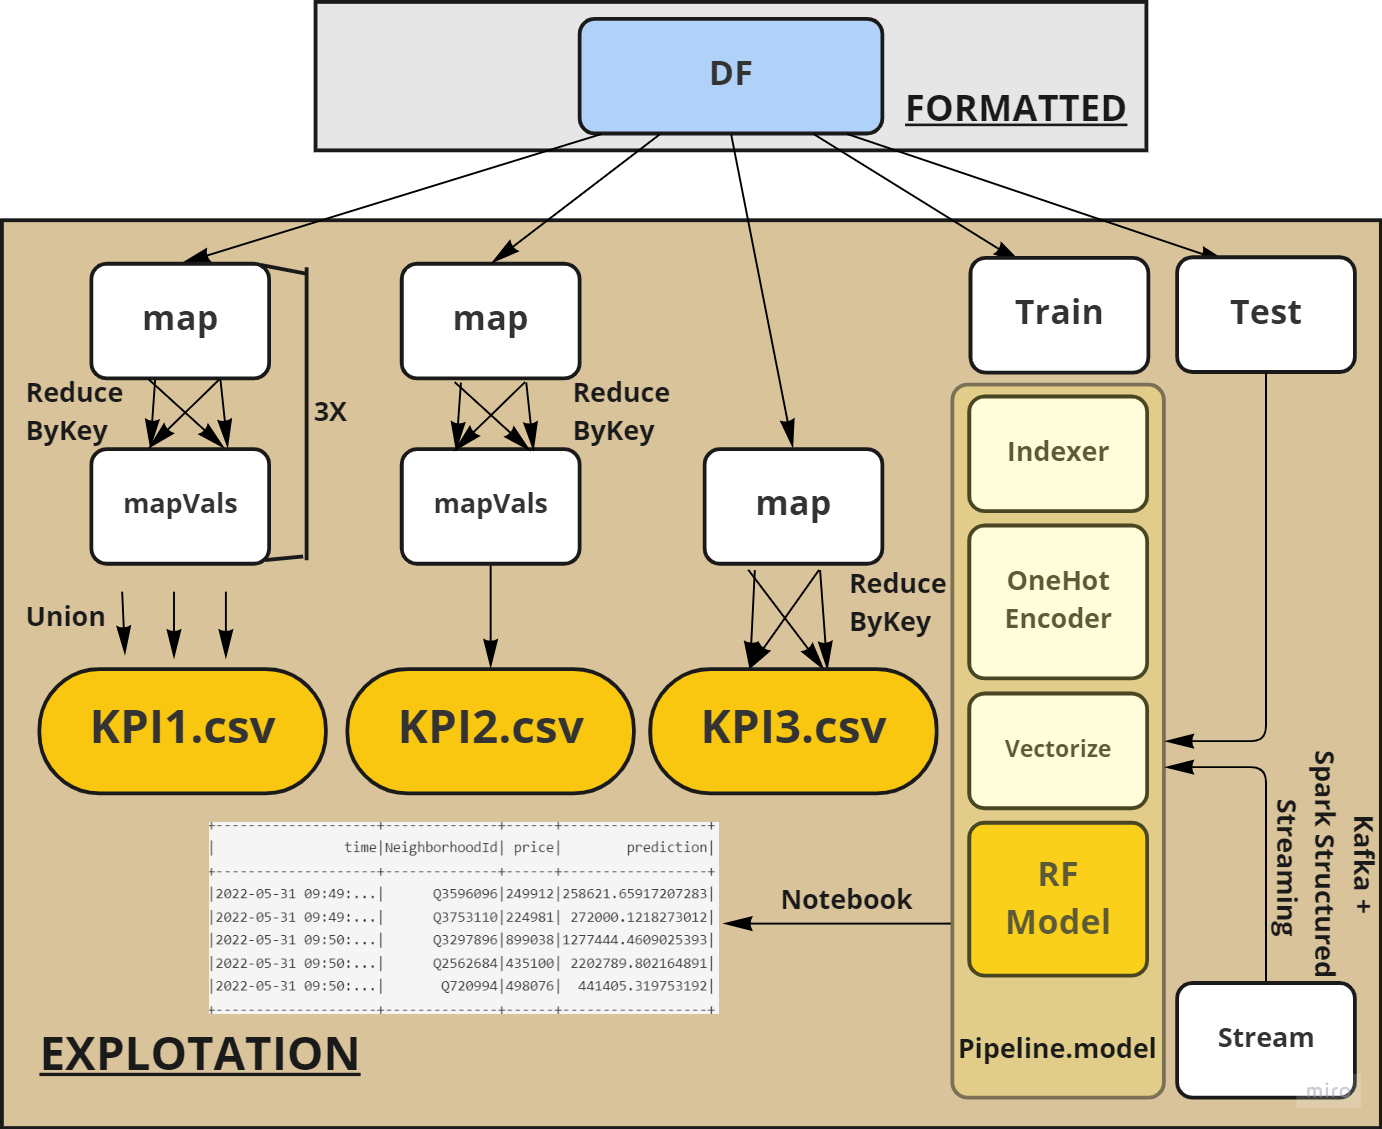 DF
FORMATTED
map
map
Train
Test
Reduce
ByKey
3X
Reduce
ByKey
mapVals
mapVals
map
Indexer
OneHot
Encoder
Reduce
ByKey
Union
KPI1.csv
KPI2.csv
KPI3.csv
Vectorize
Kafka +
Spark Structured
Streaming
+--------------------+--------------+------+------------------+
|                time|NeighborhoodId| price|        prediction|
+--------------------+--------------+------+------------------+
|2022-05-31 09:49:...|      Q3596096|249912|258621.65917207283|
|2022-05-31 09:49:...|      Q3753110|224981| 272000.1218273012|
|2022-05-31 09:50:...|      Q3297896|899038|1277444.4609025393|
|2022-05-31 09:50:...|      Q2562684|435100| 2202789.802164891|
|2022-05-31 09:50:...|       Q720994|498076|  441405.319753192|
+--------------------+--------------+------+------------------+
Notebook
RF
Model
Pipeline.model
Stream
EXPLOTATION
miro